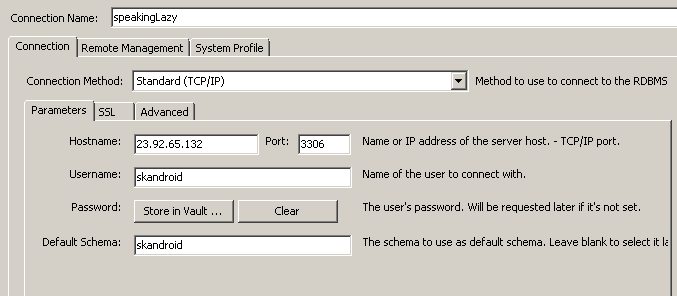 Connection Name: speakingLazy
Connection Remote Management System Profile
Connection Method: Standard (TCP/IP) Method to use to connect to the RDBMS
Parameters SSL Advanced
Hostname: 23.92.65.132 Port: 3306 Name or IP address of the server host. - TCP/IP port.
Username: skandroid Name of the user to connect with.
Password: Store in Vault ... Clear The user's password. Will be requested later if it's not set.
Default Schema: skandroid The schema to use as default schema. Leave blank to select it